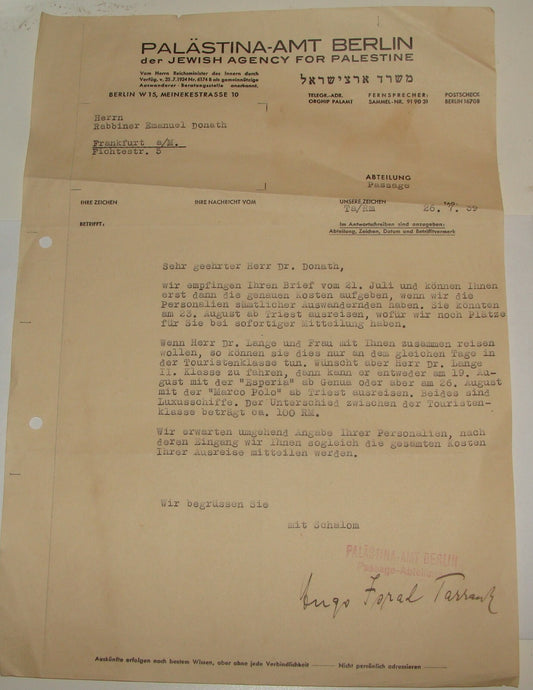 PALÄSTINA-AMT BERLIN
der JEWISH AGENCY FOR PALESTINE
Vom Herrn Reichsminister des Innern durch
Verfüg. v. 25.7.1934 Nr. 6174 B als gemeinnützige
Auswanderer-Beratungsstelle anerkannt.
משרד ארצישראל
BERLIN W 15, MEINEKESTRASSE 10
TELEGR.-ADR.
ORGHIP PALAMT
FERNSPRECHER:
SAMMEL-NR. 91 90 31
POSTSCHECK:
BERLIN 16708
Herrn
Rabbiner Emanuel Donath
Frankfurt a/M.
Fichtestr. 8
ABTEILUNG
Passage
IHRE ZEICHEN
IHRE NACHRICHT VOM
UNSERE ZEICHEN
TAG:
Ta/Rm
26. 7. 39
BETRIFFT:
Im Antwortschreiben sind anzugeben:
Abteilung, Zeichen, Datum und Betreffvermerk
Sehr geehrter Herr Dr. Donath,
wir empfingen Ihren Brief vom 21. Juli und können Ihnen
erst dann die genauen Kosten aufgeben, wenn wir die
Personalien sämtlicher Auswandernden haben. Sie könnten
am 23. August ab Triest ausreisen, wofür wir noch Plätze
für Sie bei sofortiger Mitteilung haben.
Wenn Herr Dr. Lange und Frau mit Ihnen zusammen reisen
wollen, so können sie dies nur an dem gleichen Tage in
der Touristenklasse tun. Wünscht aber Herr Dr. Lange
II. Klasse zu fahren, dann kann er entweder am 19. Au-
gust mit der "Esperia" ab Genua oder aber am 26. August
mit der "Marco Polo" ab Triest ausreisen. Beides sind
Luxusschiffe. Der Unterschied zwischen der Touristen-
klasse beträgt ca. 100 RM.
Wir erwarten umgehend Angabe Ihrer Personalien, nach
deren Eingang wir Ihnen sogleich die gesamten Kosten
Ihrer Ausreise mitteilen werden.
Wir begrüssen Sie
mit Schalom
PALÄSTINA-AMT BERLIN
Passage-Abteilung
Hugo Israel Tarrask
Auskünfte erfolgen nach bestem Wissen, aber ohne jede Verbindlichkeit
Nicht persönlich adressieren